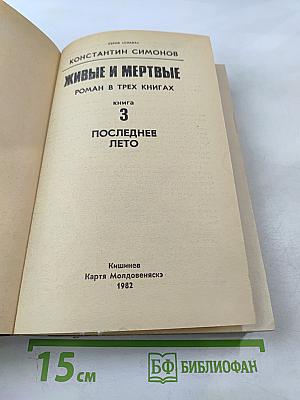 КОНСТАНТИН СИМОНОВ
ЖИВЫЕ И МЕРТВЫЕ
РОМАН В ТРЕХ КНИГАХ
книга
3
ПОСЛЕДНЕЕ
ЛЕТО
Кишинев
Картя Молдовеняскэ
1982
15 см
БФ БИБЛИОФАН